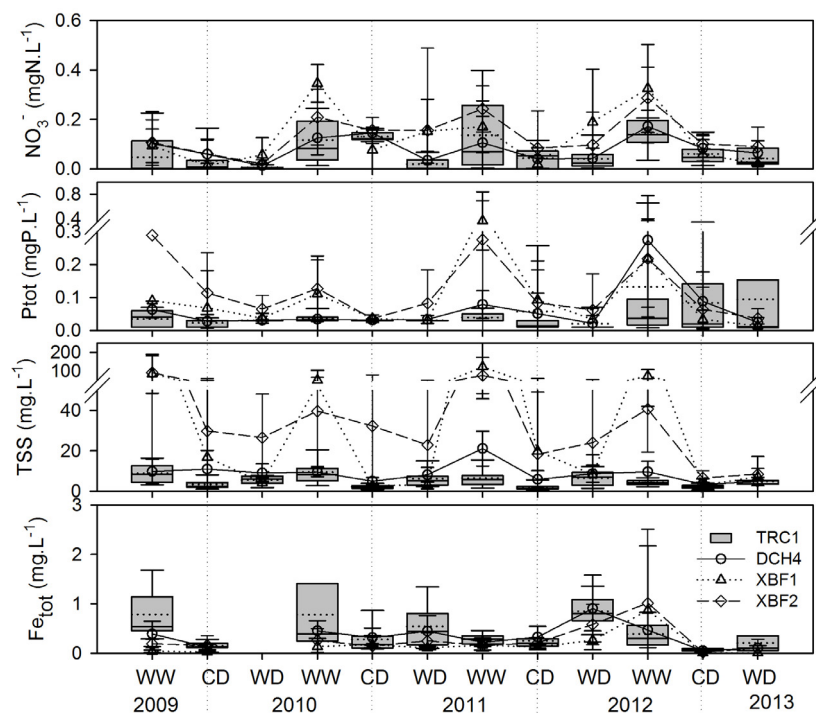 0.6
0.4
0.2
0.0
NO₃⁻ (mgN.L⁻¹)
0.8
0.4
0.3
0.3
0.2
0.1
0.0
Ptot (mgP.L⁻¹)
200
100
40
20
0
TSS (mg.L⁻¹)
3
2
1
0
Fe_tot (mg.L⁻¹)
TRC1
DCH4
XBF1
XBF2
WW CD WD WW CD WD WW CD WD WW CD WD
2009 2010 2011 2012 2013